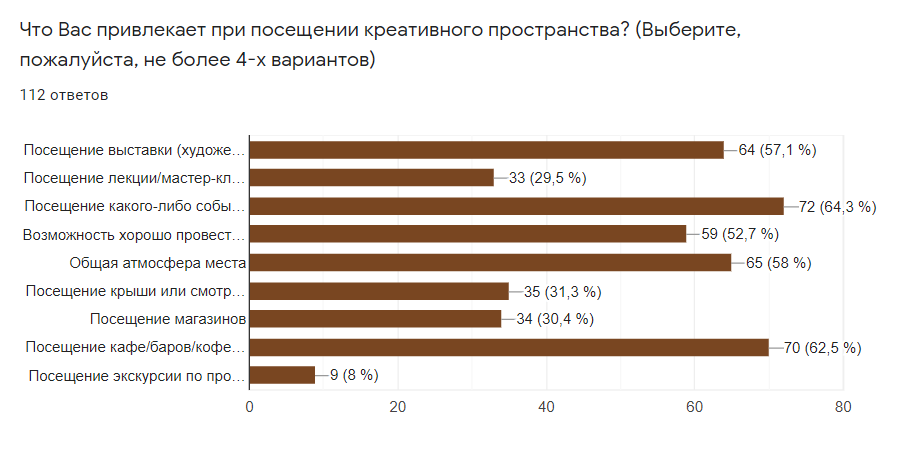 Что Вас привлекает при посещении креативного пространства? (Выберите,
пожалуйста, не более 4-х вариантов)
112 ответов
Посещение выставки (художе… 64 (57,1 %)
Посещение лекции/мастер-кл… 33 (29,5 %)
Посещение какого-либо собы… 72 (64,3 %)
Возможность хорошо провест… 59 (52,7 %)
Общая атмосфера места 65 (58 %)
Посещение крыши или смотр… 35 (31,3 %)
Посещение магазинов 34 (30,4 %)
Посещение кафе/баров/кофе… 70 (62,5 %)
Посещение экскурсии по про… 9 (8 %)
0 20 40 60 80